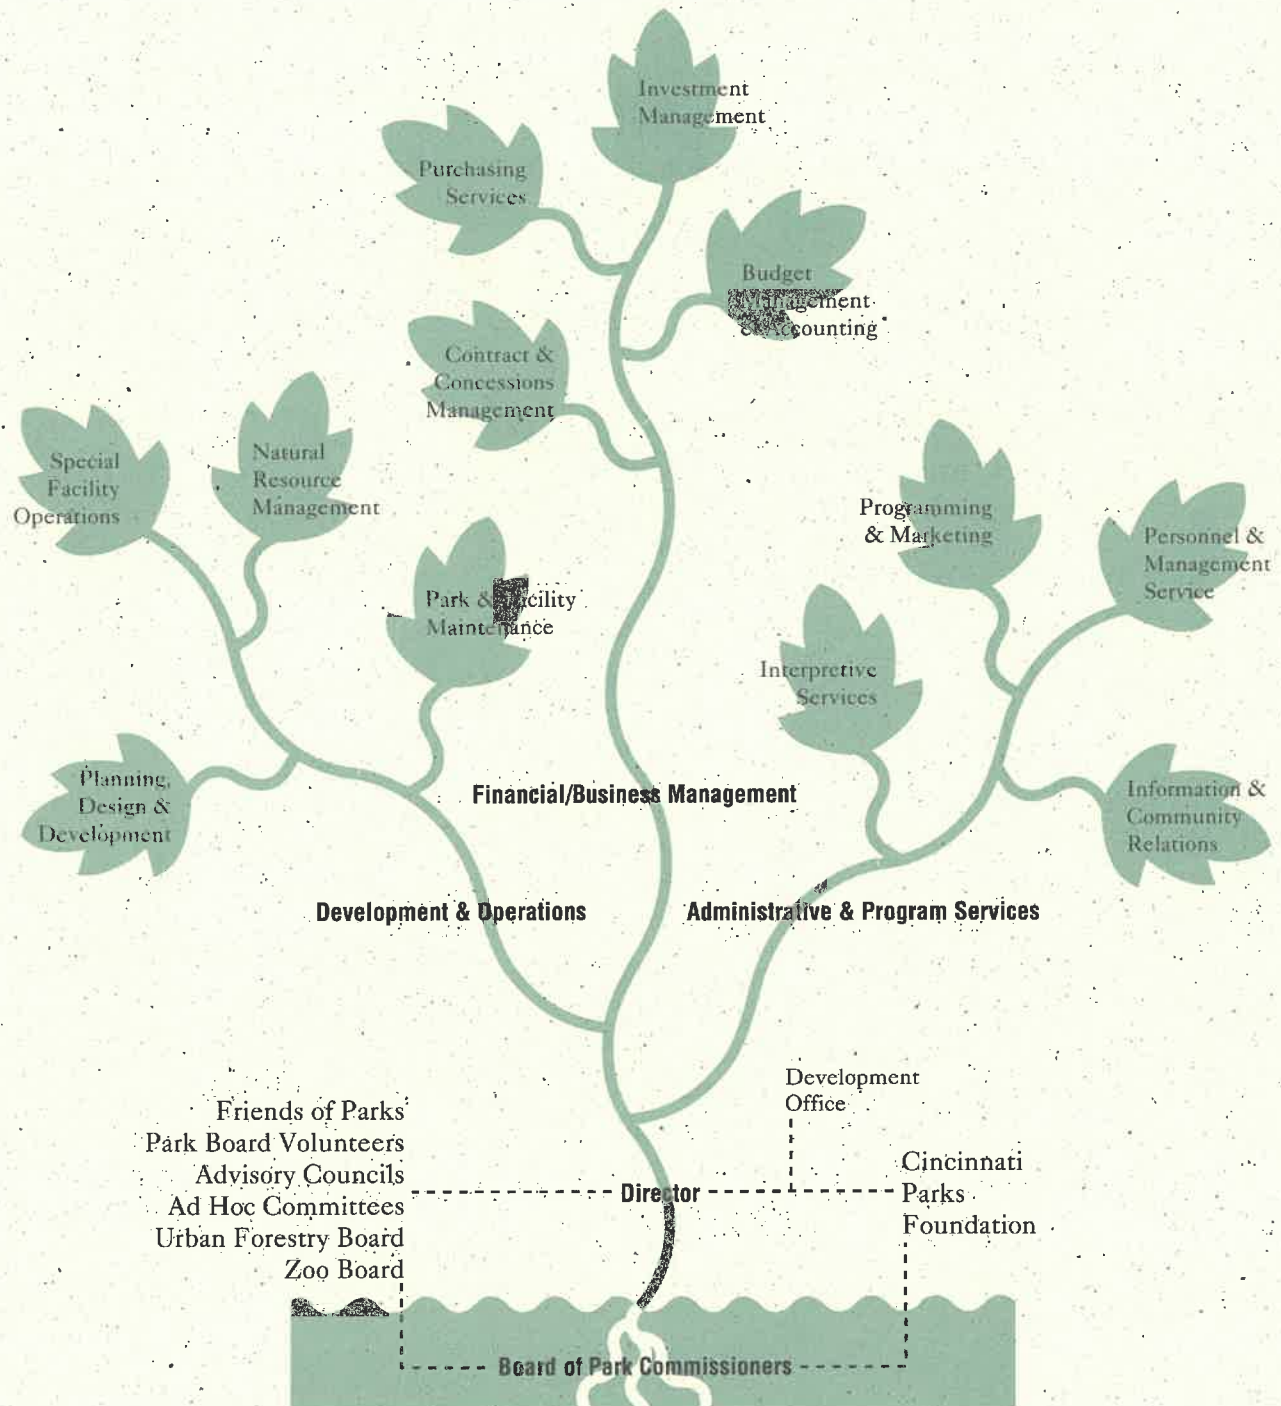 Investment
Management
Purchasing
Services
Budget
Management
& Accounting
Contract &
Concessions
Management
Special
Facility
Operations
Natural
Resource
Management
Programming
& Marketing
Personnel &
Management
Service
Park & Facility
Maintenance
Interpretive
Services
Planning,
Design &
Development
Financial/Business Management
Information &
Community
Relations
Development & Operations
Administrative & Program Services
Development
Office
Friends of Parks
Park Board Volunteers
Advisory Councils
Ad Hoc Committees
Urban Forestry Board
Zoo Board
Director
Cincinnati
Parks
Foundation
Board of Park Commissioners